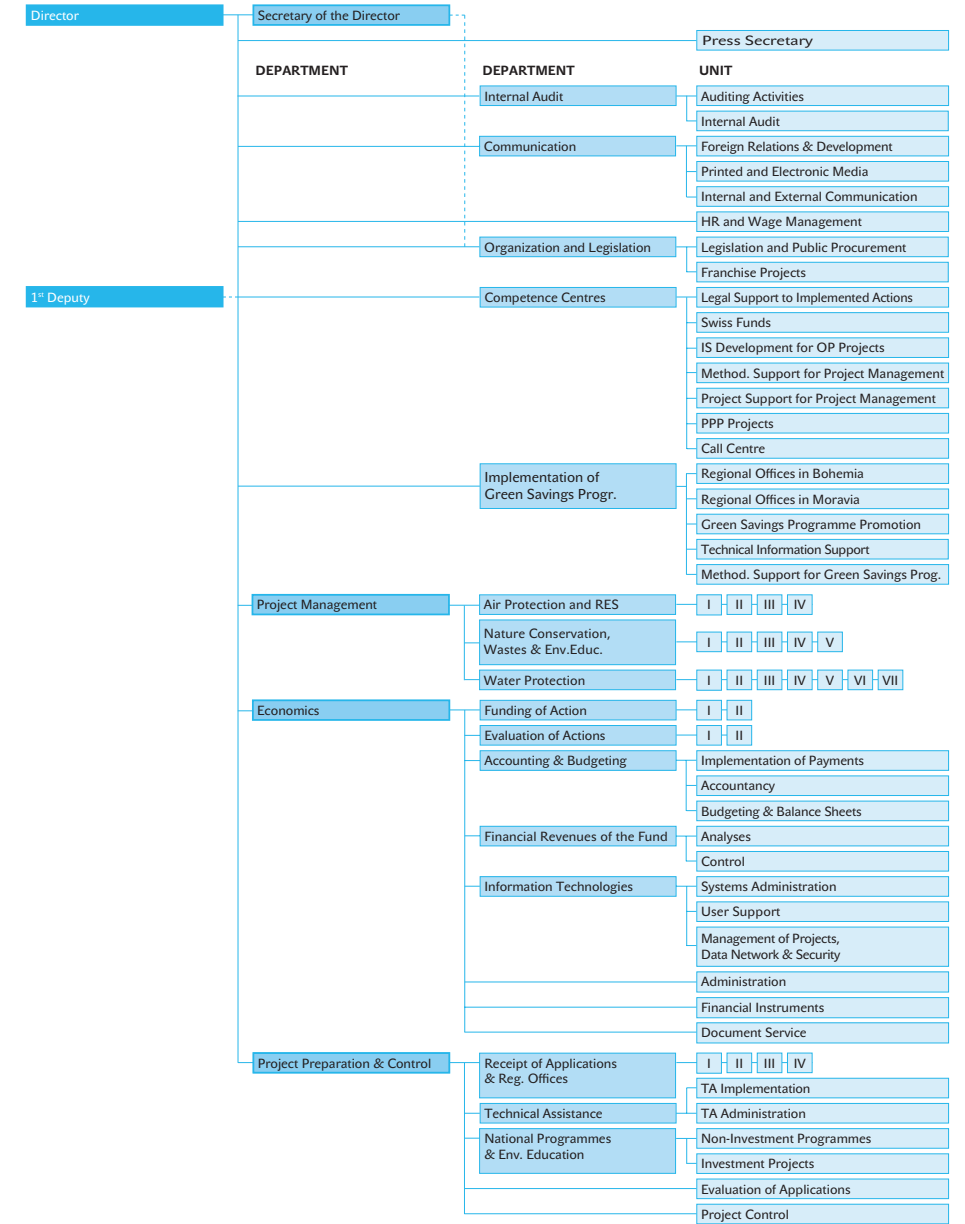 Director
Secretary of the Director
Press Secretary
DEPARTMENT DEPARTMENT UNIT
Internal Audit
Auditing Activities
Internal Audit
Communication
Foreign Relations & Development
Printed and Electronic Media
Internal and External Communication
HR and Wage Management
Organization and Legislation
Legislation and Public Procurement
Franchise Projects
1st Deputy
Competence Centres
Legal Support to Implemented Actions
Swiss Funds
IS Development for OP Projects
Method. Support for Project Management
Project Support for Project Management
PPP Projects
Call Centre
Implementation of
Green Savings Progr.
Regional Offices in Bohemia
Regional Offices in Moravia
Green Savings Programme Promotion
Technical Information Support
Method. Support for Green Savings Prog.
Project Management
Air Protection and RES
I II III IV
Nature Conservation,
Wastes & Env.Educ.
I II III IV V
Water Protection
I II III IV V VI VII
Economics
Funding of Action
I II
Evaluation of Actions
I II
Accounting & Budgeting
Implementation of Payments
Accountancy
Budgeting & Balance Sheets
Financial Revenues of the Fund
Analyses
Control
Information Technologies
Systems Administration
User Support
Management of Projects,
Data Network & Security
Administration
Financial Instruments
Document Service
Project Preparation & Control
Receipt of Applications
& Reg. Offices
I II III IV
Technical Assistance
TA Implementation
TA Administration
National Programmes
& Env. Education
Non-Investment Programmes
Investment Projects
Evaluation of Applications
Project Control